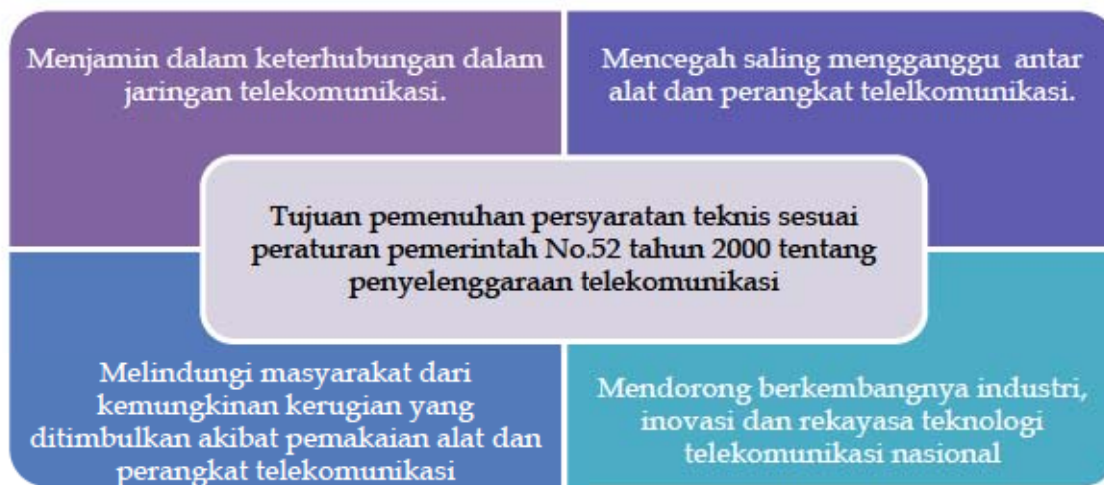 Menjamin dalam keterhubungan dalam
jaringan telekomunikasi.
Mencegah saling mengganggu antar
alat dan perangkat telelkomunikasi.
Tujuan pemenuhan persyaratan teknis sesuai
peraturan pemerintah No.52 tahun 2000 tentang
penyelenggaraan telekomunikasi
Melindungi masyarakat dari
kemungkinan kerugian yang
ditimbulkan akibat pemakaian alat dan
perangkat telekomunikasi
Mendorong berkembangnya industri,
inovasi dan rekayasa teknologi
telekomunikasi nasional